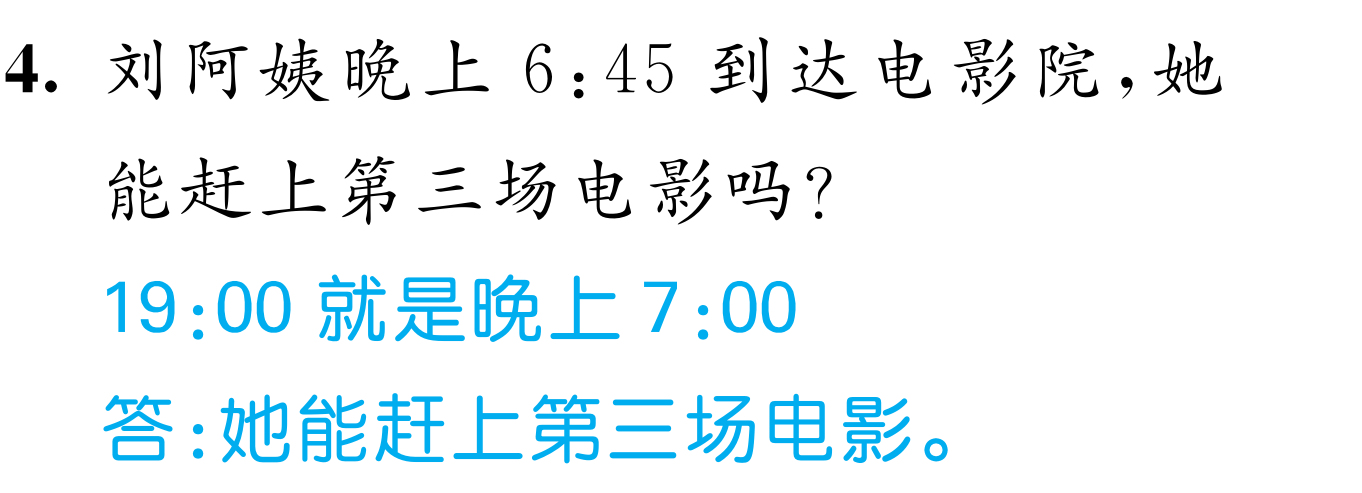 4. 刘阿姨晚上 6:45 到达电影院,她
能赶上第三场电影吗?
19:00 就是晚上 7:00
答:她能赶上第三场电影。